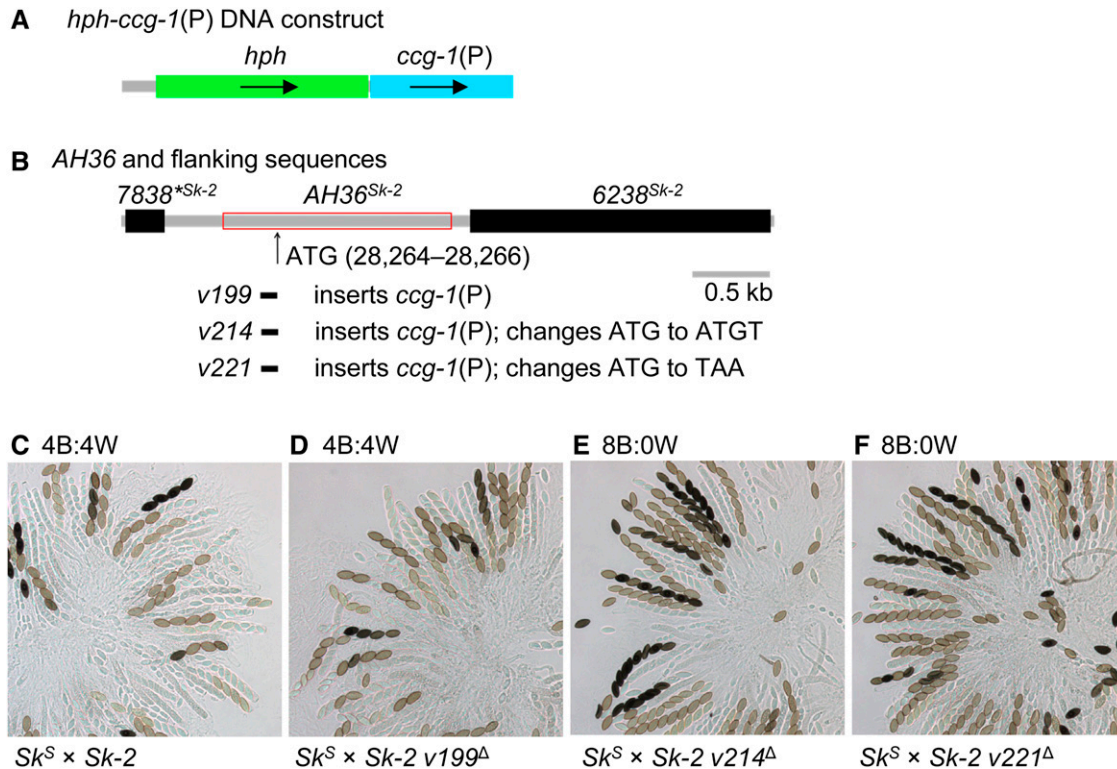 A hph-ccg-1(P) DNA construct
hph ccg-1(P)
B AH36 and flanking sequences
7838*Sk-2 AH36Sk-2 6238Sk-2
ATG (28,264–28,266)
0.5 kb
v199 inserts ccg-1(P)
v214 inserts ccg-1(P); changes ATG to ATGT
v221 inserts ccg-1(P); changes ATG to TAA
C 4B:4W D 4B:4W E 8B:0W F 8B:0W
SkS × Sk-2 SkS × Sk-2 v199Δ SkS × Sk-2 v214Δ SkS × Sk-2 v221Δ